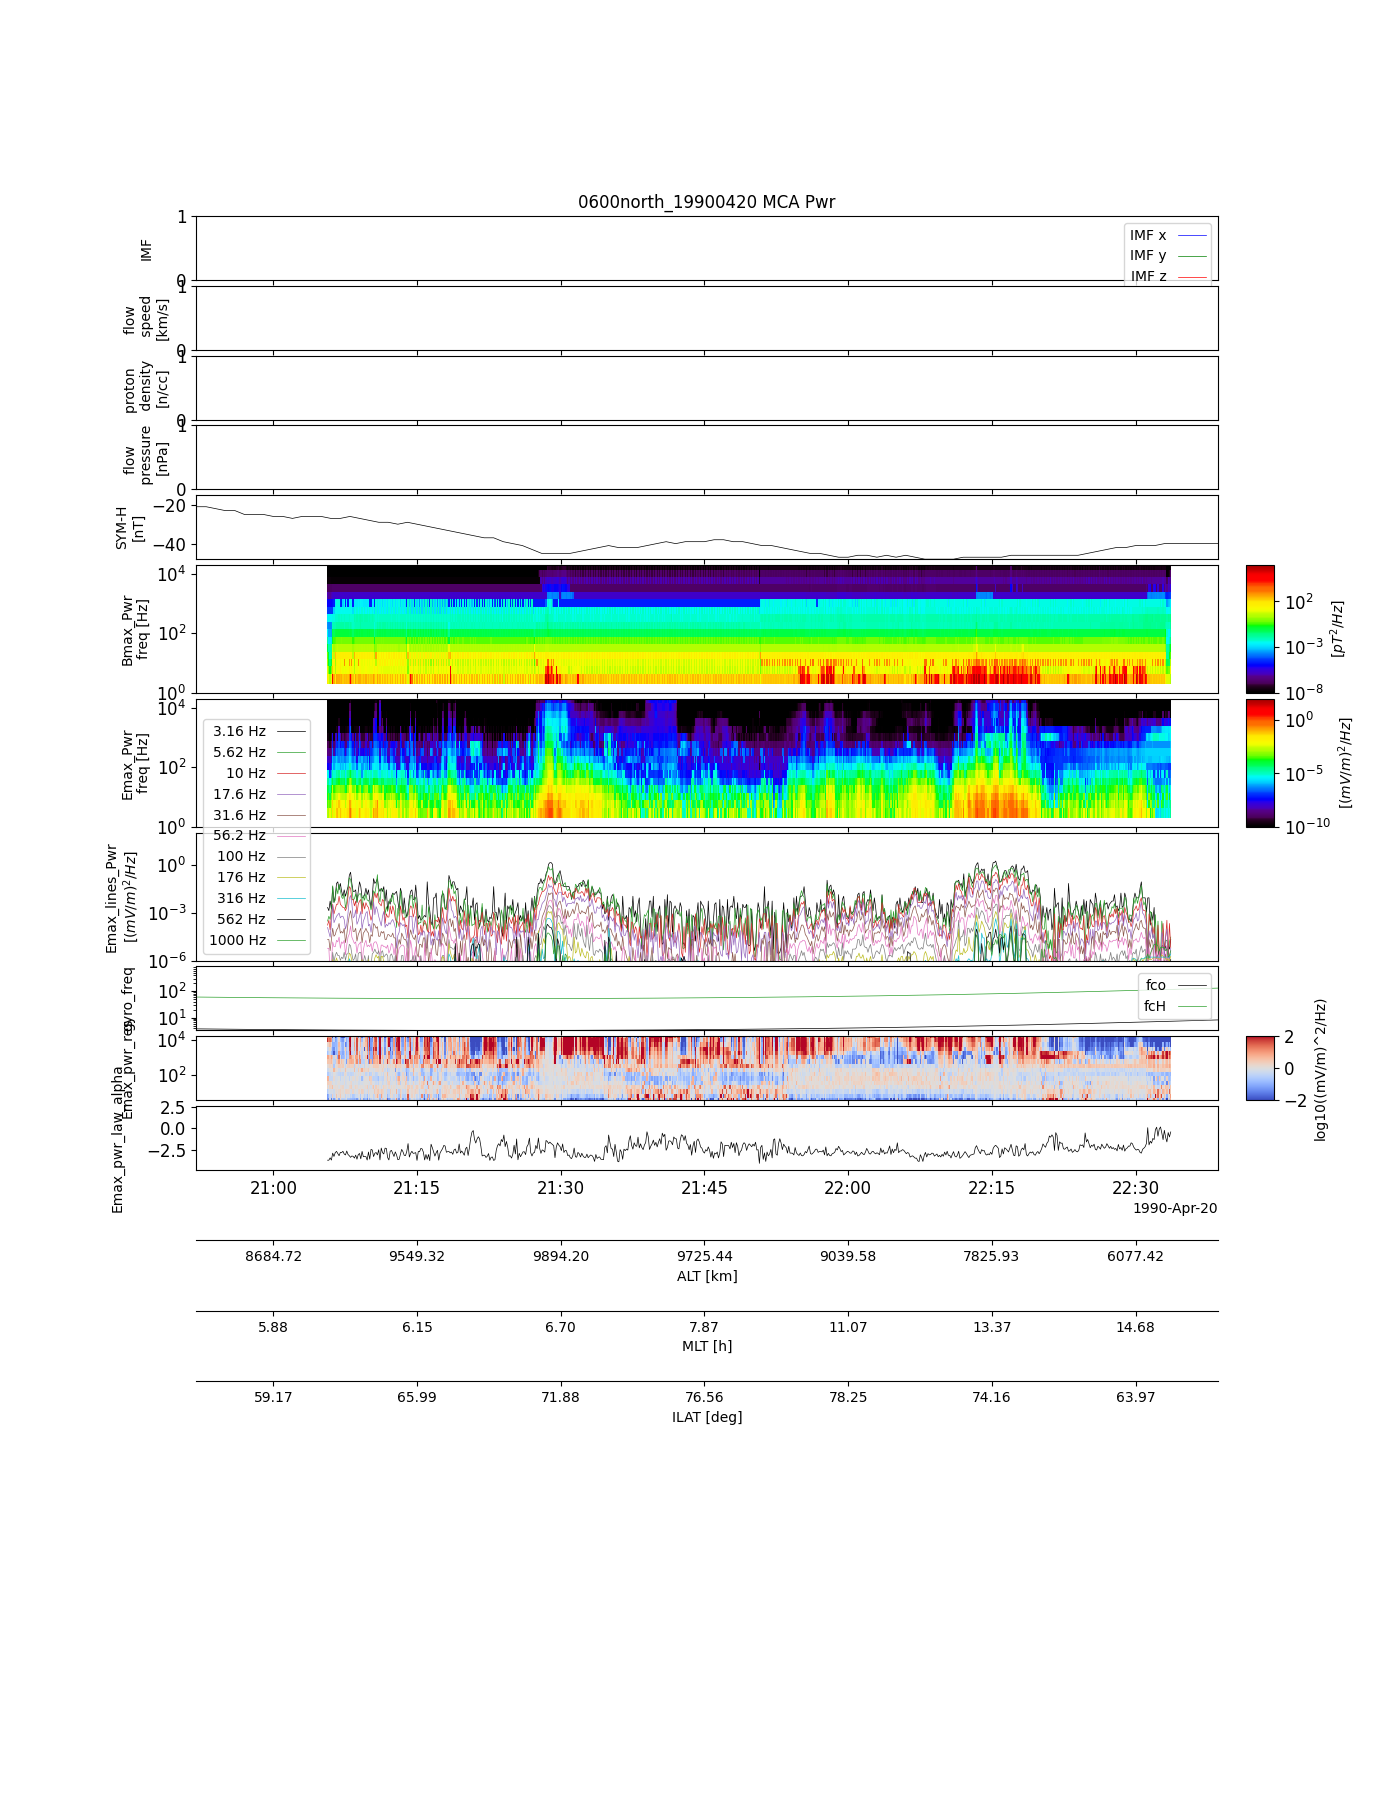 0600north_19900420 MCA Pwr
1
0
IMF
IMF x
IMF y
IMF z
1
0
flow
speed
[km/s]
1
0
proton
density
[n/cc]
1
0
flow
pressure
[nPa]
−20
−40
SYM-H
[nT]
10^4
10^2
10^0
Bmax_Pwr
freq [Hz]
10^2
10^−3
10^−8
[pT^2/Hz]
10^4
10^2
10^0
Emax_Pwr
freq [Hz]
10^0
10^−5
10^−10
[(mV/m)^2/Hz]
3.16 Hz
5.62 Hz
10 Hz
17.6 Hz
31.6 Hz
56.2 Hz
100 Hz
176 Hz
316 Hz
562 Hz
1000 Hz
10^0
10^−3
10^−6
Emax_lines_Pwr
[(mV/m)^2/Hz]
10^2
10^1
gyro_freq
fco
fcH
10^4
10^2
Emax_pwr_reg
2
0
−2
log10((mV/m)^2/Hz)
2.5
0.0
−2.5
Emax_pwr_law_alpha
21:00 21:15 21:30 21:45 22:00 22:15 22:30
1990-Apr-20
8684.72 9549.32 9894.20 9725.44 9039.58 7825.93 6077.42
ALT [km]
5.88 6.15 6.70 7.87 11.07 13.37 14.68
MLT [h]
59.17 65.99 71.88 76.56 78.25 74.16 63.97
ILAT [deg]